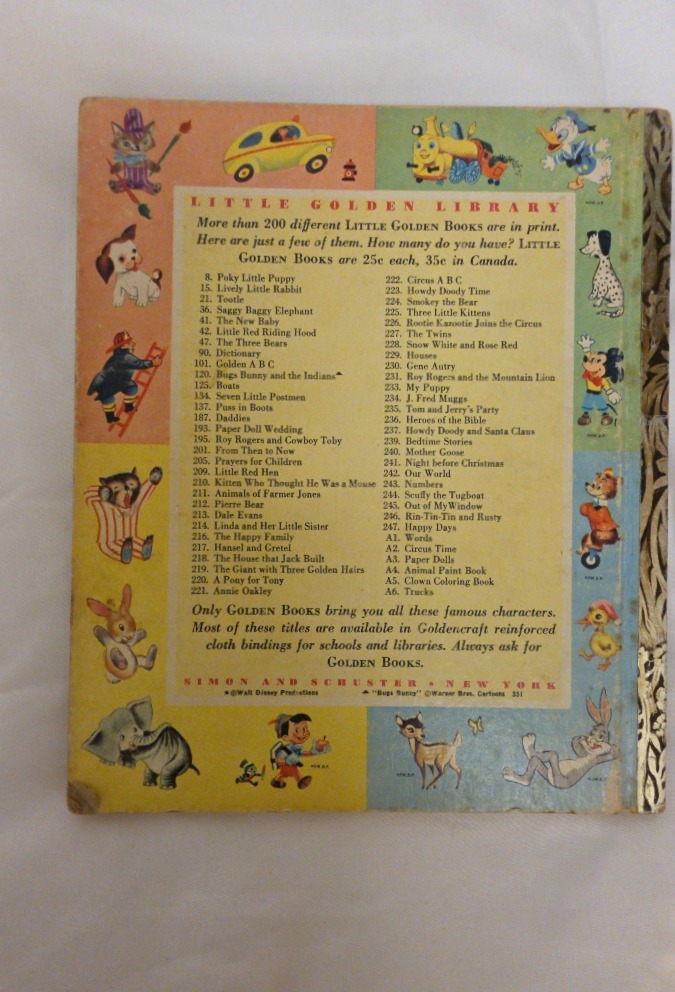 LITTLE GOLDEN LIBRARY
More than 200 different LITTLE GOLDEN BOOKS are in print.
Here are just a few of them. How many do you have? LITTLE
GOLDEN BOOKS are 25c each, 35c in Canada.
8. Poky Little Puppy
15. Lively Little Rabbit
21. Tootle
36. Saggy Baggy Elephant
41. The New Baby
42. Little Red Riding Hood
47. The Three Bears
90. Dictionary
101. Golden A B C
120. Bugs Bunny and the Indians▲
125. Boats
134. Seven Little Postmen
137. Puss in Boots
187. Daddies
193. Paper Doll Wedding
195. Roy Rogers and Cowboy Toby
201. From Then to Now
205. Prayers for Children
209. Little Red Hen
210. Kitten Who Thought He Was a Mouse
211. Animals of Farmer Jones
212. Pierre Bear
213. Dale Evans
214. Linda and Her Little Sister
216. The Happy Family
217. Hansel and Gretel
218. The House that Jack Built
219. The Giant with Three Golden Hairs
220. A Pony for Tony
221. Annie Oakley
222. Circus A B C
223. Howdy Doody Time
224. Smokey the Bear
225. Three Little Kittens
226. Rootie Kazootie Joins the Circus
227. The Twins
228. Snow White and Rose Red
229. Houses
230. Gene Autry
231. Roy Rogers and the Mountain Lion
233. My Puppy
234. J. Fred Muggs
235. Tom and Jerry's Party
236. Heroes of the Bible
237. Howdy Doody and Santa Claus
239. Bedtime Stories
240. Mother Goose
241. Night before Christmas
242. Our World
243. Numbers
244. Scuffy the Tugboat
245. Out of My Window
246. Rin-Tin-Tin and Rusty
247. Happy Days
A1. Words
A2. Circus Time
A3. Paper Dolls
A4. Animal Paint Book
A5. Clown Coloring Book
A6. Trucks
Only GOLDEN BOOKS bring you all these famous characters.
Most of these titles are available in Goldencraft reinforced
cloth bindings for schools and libraries. Always ask for
GOLDEN BOOKS.
SIMON AND SCHUSTER • NEW YORK
★©Walt Disney Productions ▲ "Bugs Bunny" ©Warner Bros. Cartoons 351